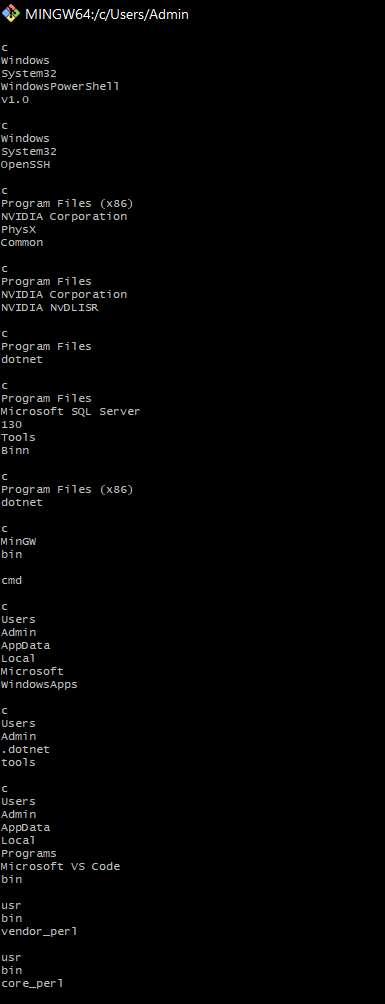 MINGW64:/c/Users/Admin
c
Windows
System32
WindowsPowerShell
v1.0
c
Windows
System32
OpenSSH
c
Program Files (x86)
NVIDIA Corporation
PhysX
Common
c
Program Files
NVIDIA Corporation
NVIDIA NvDLISR
c
Program Files
dotnet
c
Program Files
Microsoft SQL Server
130
Tools
Binn
c
Program Files (x86)
dotnet
c
MinGW
bin
cmd
c
Users
Admin
AppData
Local
Microsoft
WindowsApps
c
Users
Admin
.dotnet
tools
c
Users
Admin
AppData
Local
Programs
Microsoft VS Code
bin
usr
bin
vendor_perl
usr
bin
core_perl